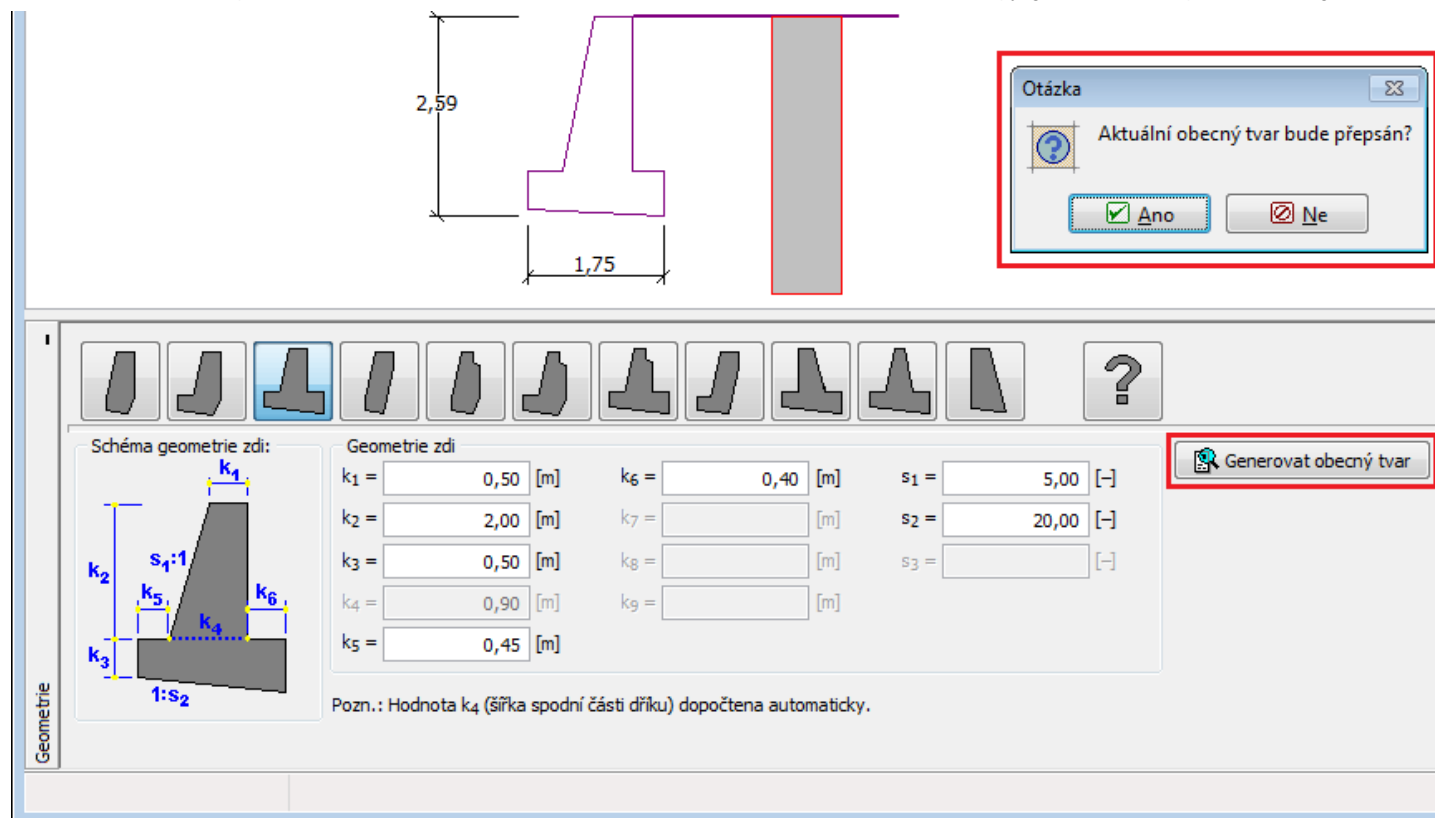 2,59
1,75
Otázka
Aktuální obecný tvar bude přepsán?
Ano
Ne
Geometrie
Schéma geometrie zdi:
k1
k2
s1:1
k5
k6
k4
k3
1:s2
Geometrie zdi
k1 = 0,50 [m] k6 = 0,40 [m] s1 = 5,00 [–]
k2 = 2,00 [m] k7 = [m] s2 = 20,00 [–]
k3 = 0,50 [m] k8 = [m] s3 = [–]
k4 = 0,90 [m] k9 = [m]
k5 = 0,45 [m]
Pozn.: Hodnota k4 (šířka spodní části dříku) dopočtena automaticky.
Generovat obecný tvar